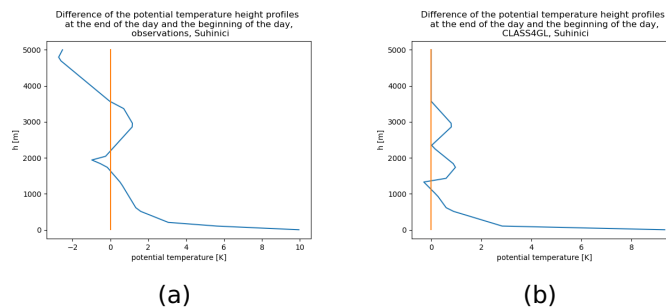 Difference of the potential temperature height profiles
at the end of the day and the beginning of the day,
observations, Suhinici
5000
4000
3000
2000
1000
0
h [m]
−2
0
2
4
6
8
10
potential temperature [K]
(a)
Difference of the potential temperature height profiles
at the end of the day and the beginning of the day,
CLASS4GL, Suhinici
5000
4000
3000
2000
1000
0
h [m]
0
2
4
6
8
potential temperature [K]
(b)